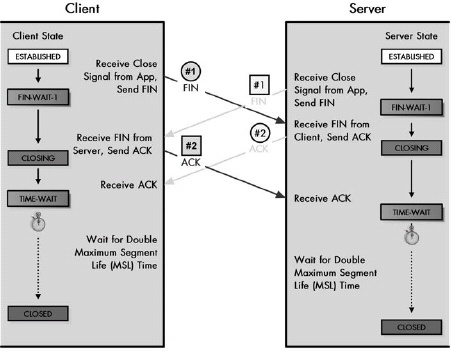 Client
Server
Client State
Server State
ESTABLISHED
ESTABLISHED
Receive Close
Signal from App,
Send FIN
#1
FIN
#1
FIN
Receive Close
Signal from App,
Send FIN
FIN-WAIT-1
FIN-WAIT-1
Receive FIN from
Server, Send ACK
#2
ACK
#2
ACK
Receive FIN from
Client, Send ACK
CLOSING
CLOSING
Receive ACK
Receive ACK
TIME-WAIT
TIME-WAIT
Wait for Double
Maximum Segment
Life (MSL) Time
Wait for Double
Maximum Segment
Life (MSL) Time
CLOSED
CLOSED